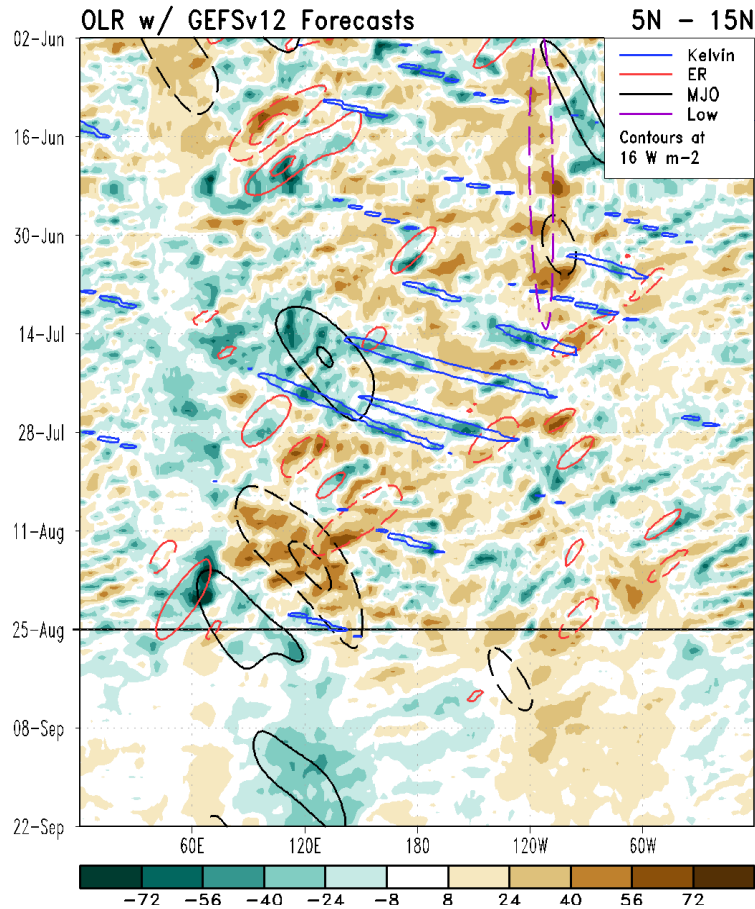 OLR w/ GEFSv12 Forecasts 5N - 15N
02-Jun
16-Jun
30-Jun
14-Jul
28-Jul
11-Aug
25-Aug
08-Sep
22-Sep
Kelvin
ER
MJO
Low
Contours at
16 W m-2
60E 120E 180 120W 60W
-72 -56 -40 -24 -8 8 24 40 56 72